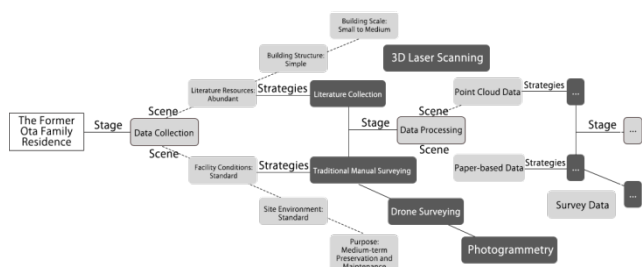 Building Scale:
Small to Medium
Building Structure:
Simple
3D Laser Scanning
Literature Resources:
Abundant
Strategies
Literature Collection
Point Cloud Data
Strategies
...
Scene
Scene
The Former
Ota Family
Residence
Stage
Data Collection
Stage
Data Processing
Stage
...
Scene
Scene
Facility Conditions:
Standard
Strategies
Traditional Manual Surveying
Paper-based Data
Strategies
...
Site Environment:
Standard
Drone Surveying
Survey Data
...
Purpose:
Medium-term
Preservation and
Maintenance
Photogrammetry